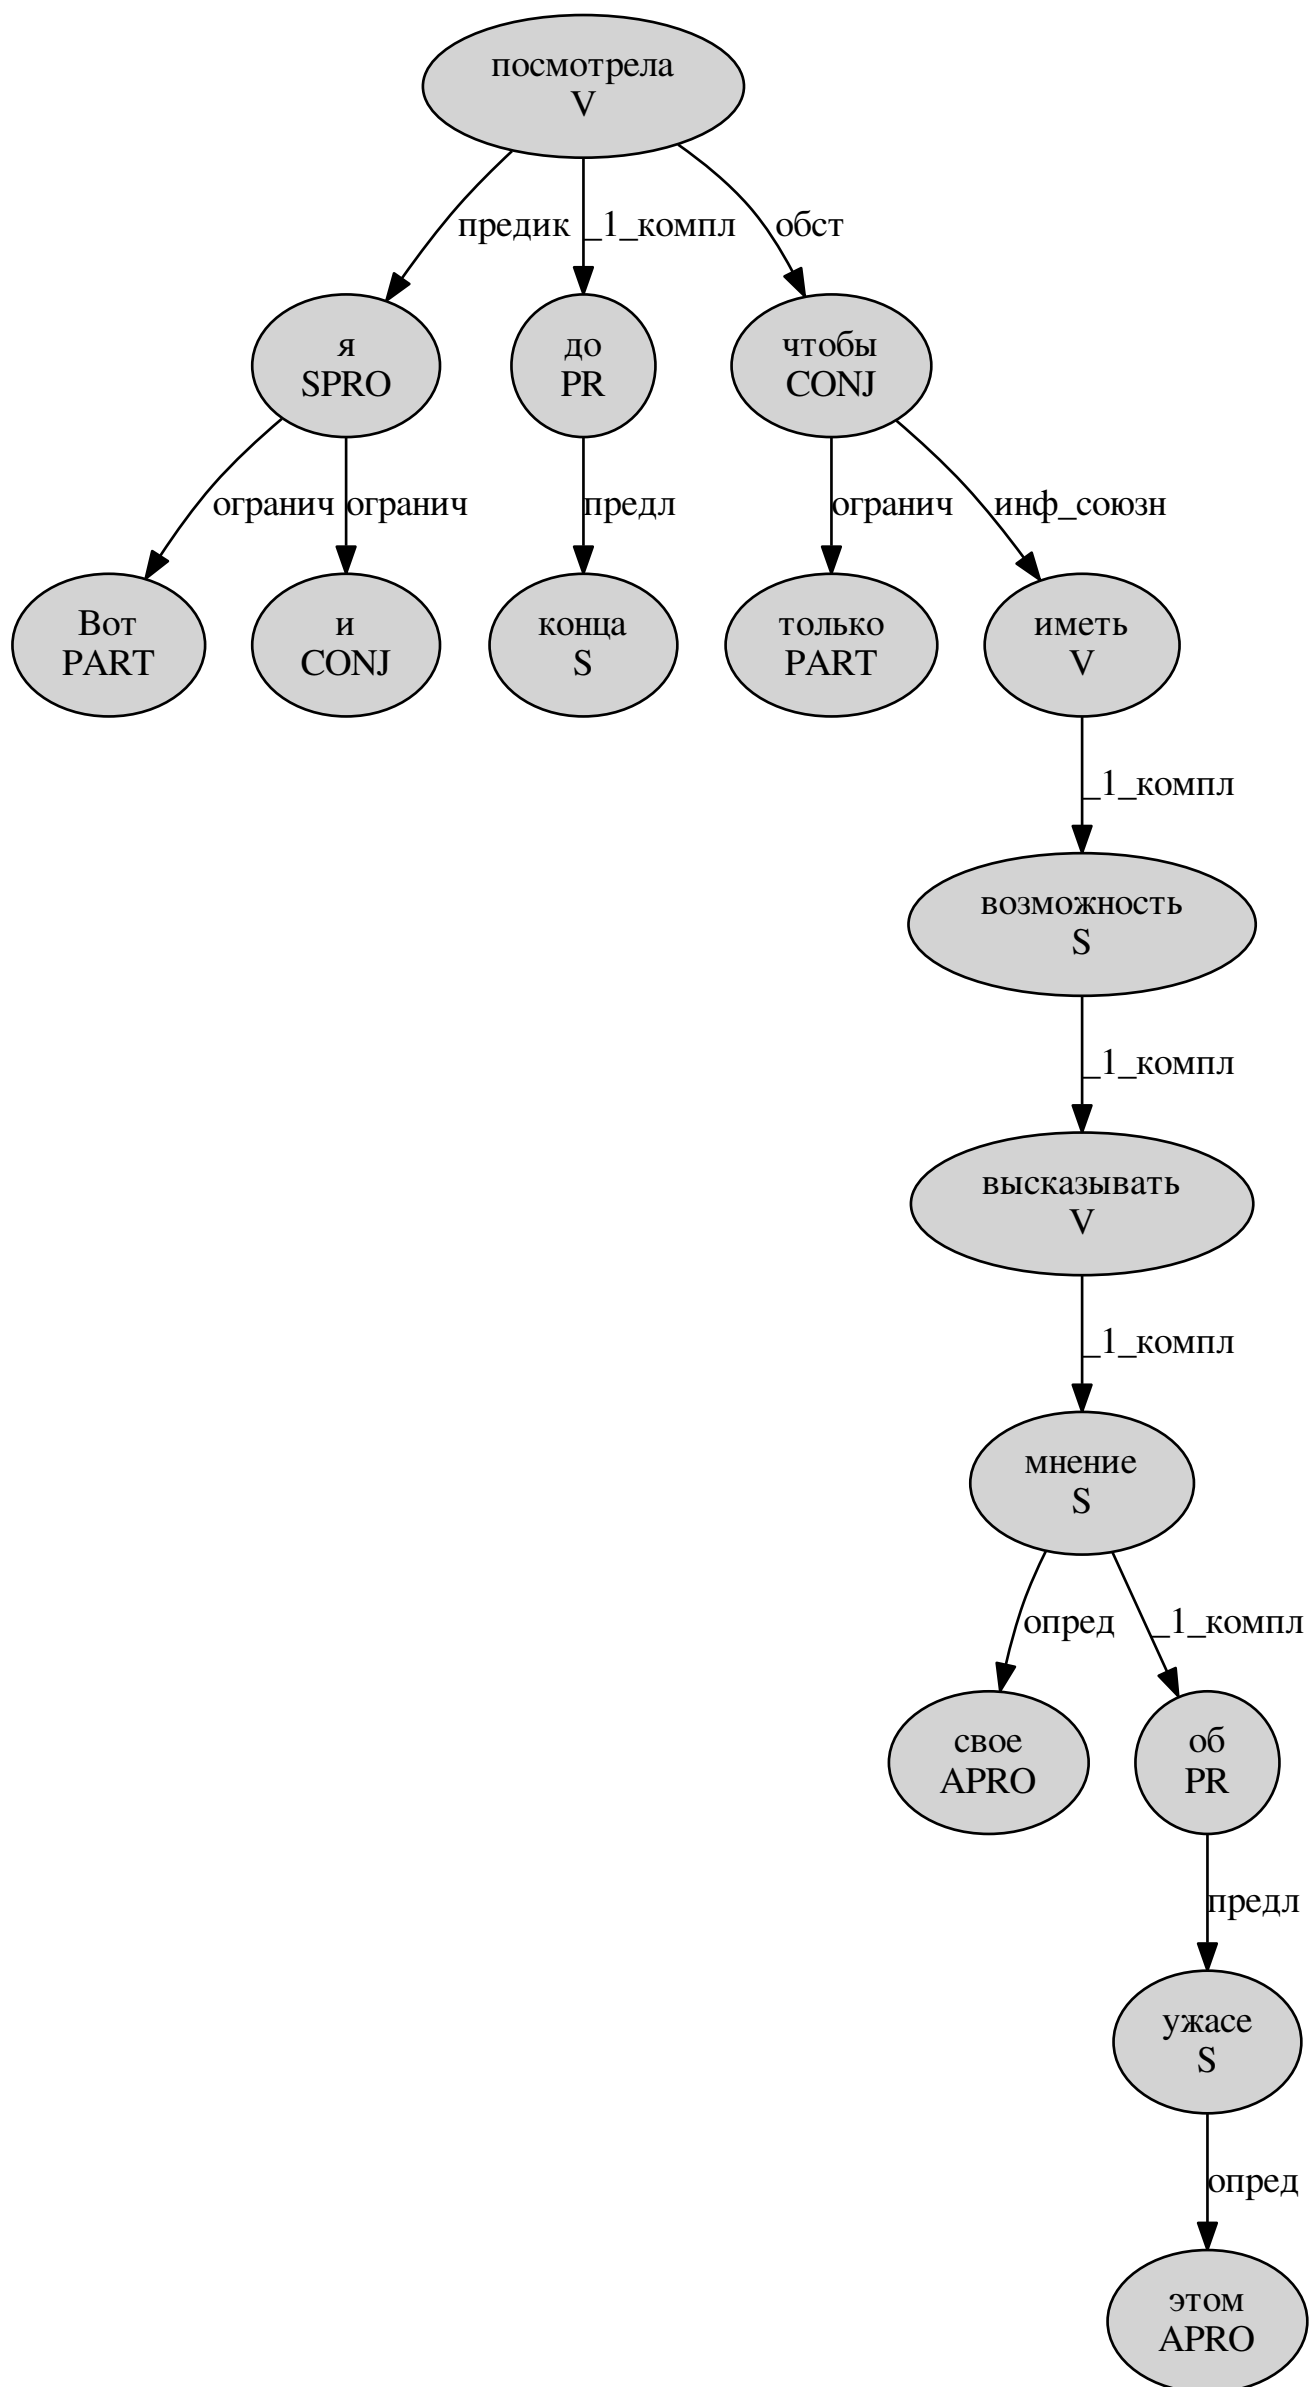 посмотрела
V
предик
_1_компл
обст
я
SPRO
до
PR
чтобы
CONJ
огранич
огранич
предл
огранич
инф_союзн
Вот
PART
и
CONJ
конца
S
только
PART
иметь
V
_1_компл
возможность
S
_1_компл
высказывать
V
_1_компл
мнение
S
опред
_1_компл
свое
APRO
об
PR
предл
ужасе
S
опред
этом
APRO